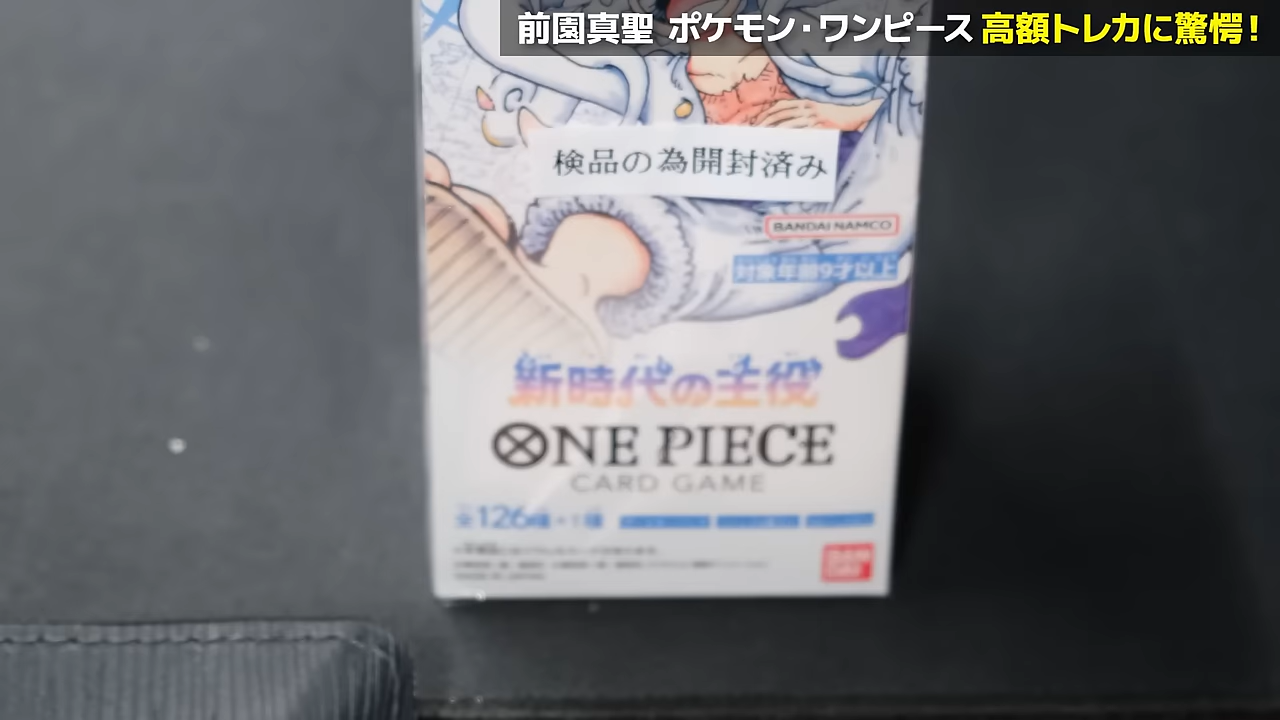 前園真聖 ポケモン・ワンピース 高額トレカに驚愕！
検品の為開封済み
BANDAI NAMCO
対象年齢9才以上
新時代の主役
ONE PIECE
CARD GAME
全126種+1種
BANDAI